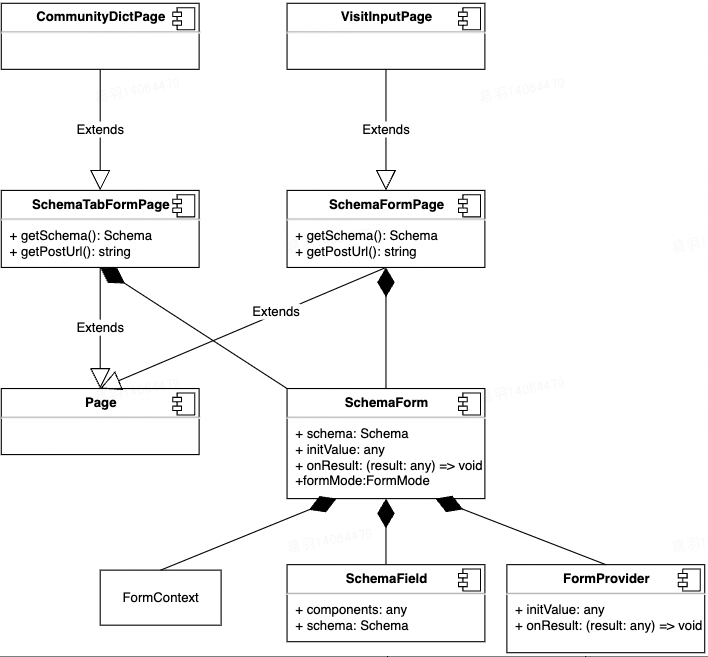 CommunityDictPage
VisitInputPage
Extends
Extends
SchemaTabFormPage
+ getSchema(): Schema
+ getPostUrl(): string
SchemaFormPage
+ getSchema(): Schema
+ getPostUrl(): string
Extends
Extends
Page
SchemaForm
+ schema: Schema
+ initValue: any
+ onResult: (result: any) => void
+formMode:FormMode
FormContext
SchemaField
+ components: any
+ schema: Schema
FormProvider
+ initValue: any
+ onResult: (result: any) => void